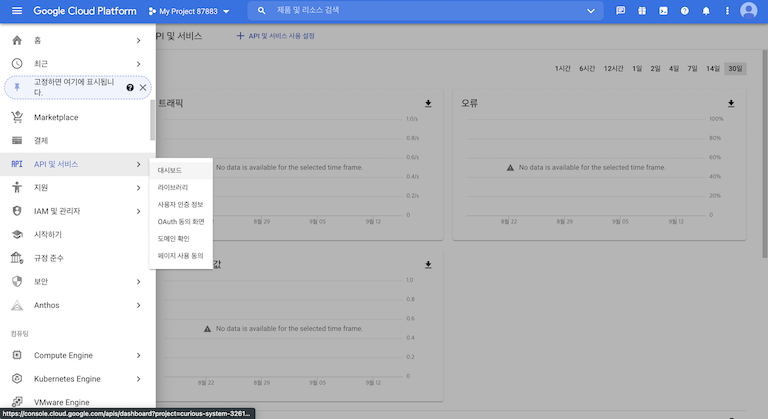 Google Cloud Platform
My Project 87883
제품 및 리소스 검색
홈
최근
고정하면 여기에 표시됩니
다.
Marketplace
결제
API 및 서비스
지원
IAM 및 관리자
시작하기
규정 준수
보안
Anthos
컴퓨팅
Compute Engine
Kubernetes Engine
VMware Engine
대시보드
라이브러리
사용자 인증 정보
OAuth 동의 화면
도메인 확인
페이지 사용 동의
PI 및 서비스
API 및 서비스 사용 설정
1시간 6시간 12시간 1일 2일 4일 7일 14일 30일
트래픽
1.0/s
0.8/s
0.6/s
0.4/s
0.2/s
0
No data is available for the selected time frame.
8월 22 8월 29 9월 05 9월 12
오류
100%
80%
60%
40%
20%
0
No data is available for the selected time frame.
8월 22 8월 29 9월 05 9월 12
값
1.0
0.8
0.6
0.4
0.2
0
No data is available for the selected time frame.
8월 22 8월 29 9월 05 9월 12
https://console.cloud.google.com/apis/dashboard?project=curious-system-3261...